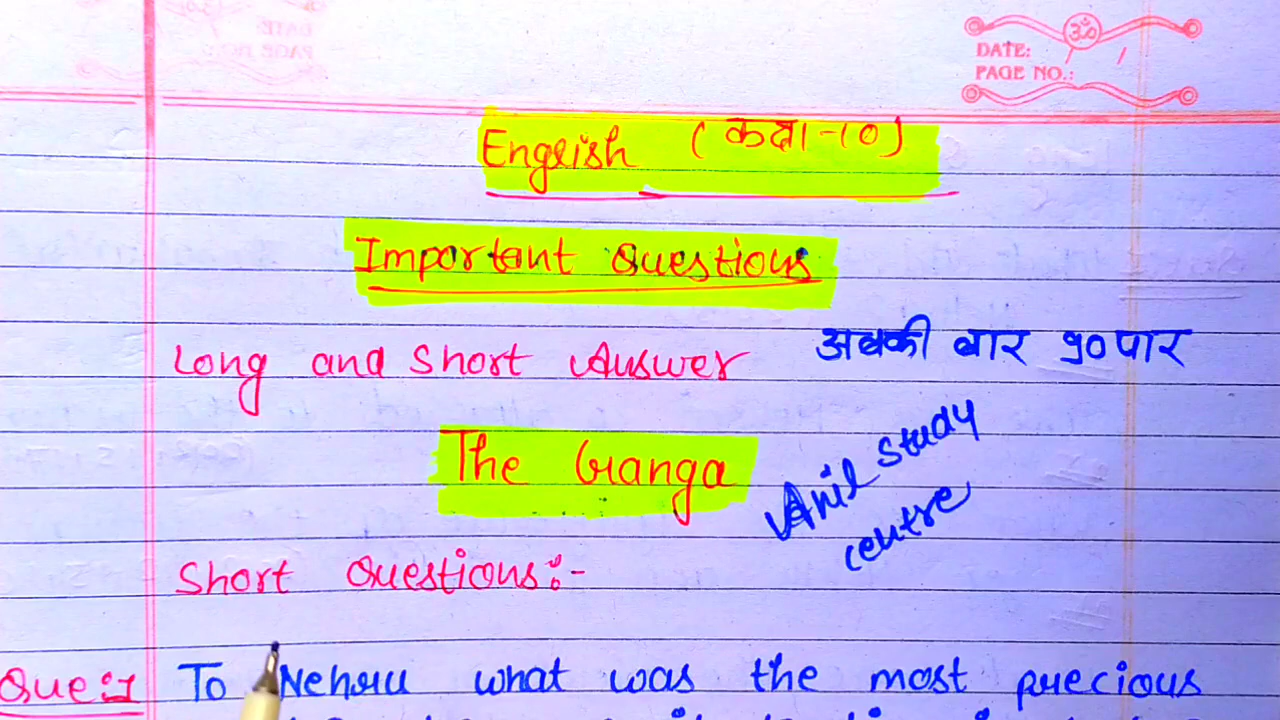 ॐ
DATE: / /
PAGE NO.:
English (कक्षा-10)
Important Questions
Long and Short Answer
अबकी बार 90पार
The Ganga
Anil Study
centre
Short Questions:-
Que:1 To Nehru what was the most precious